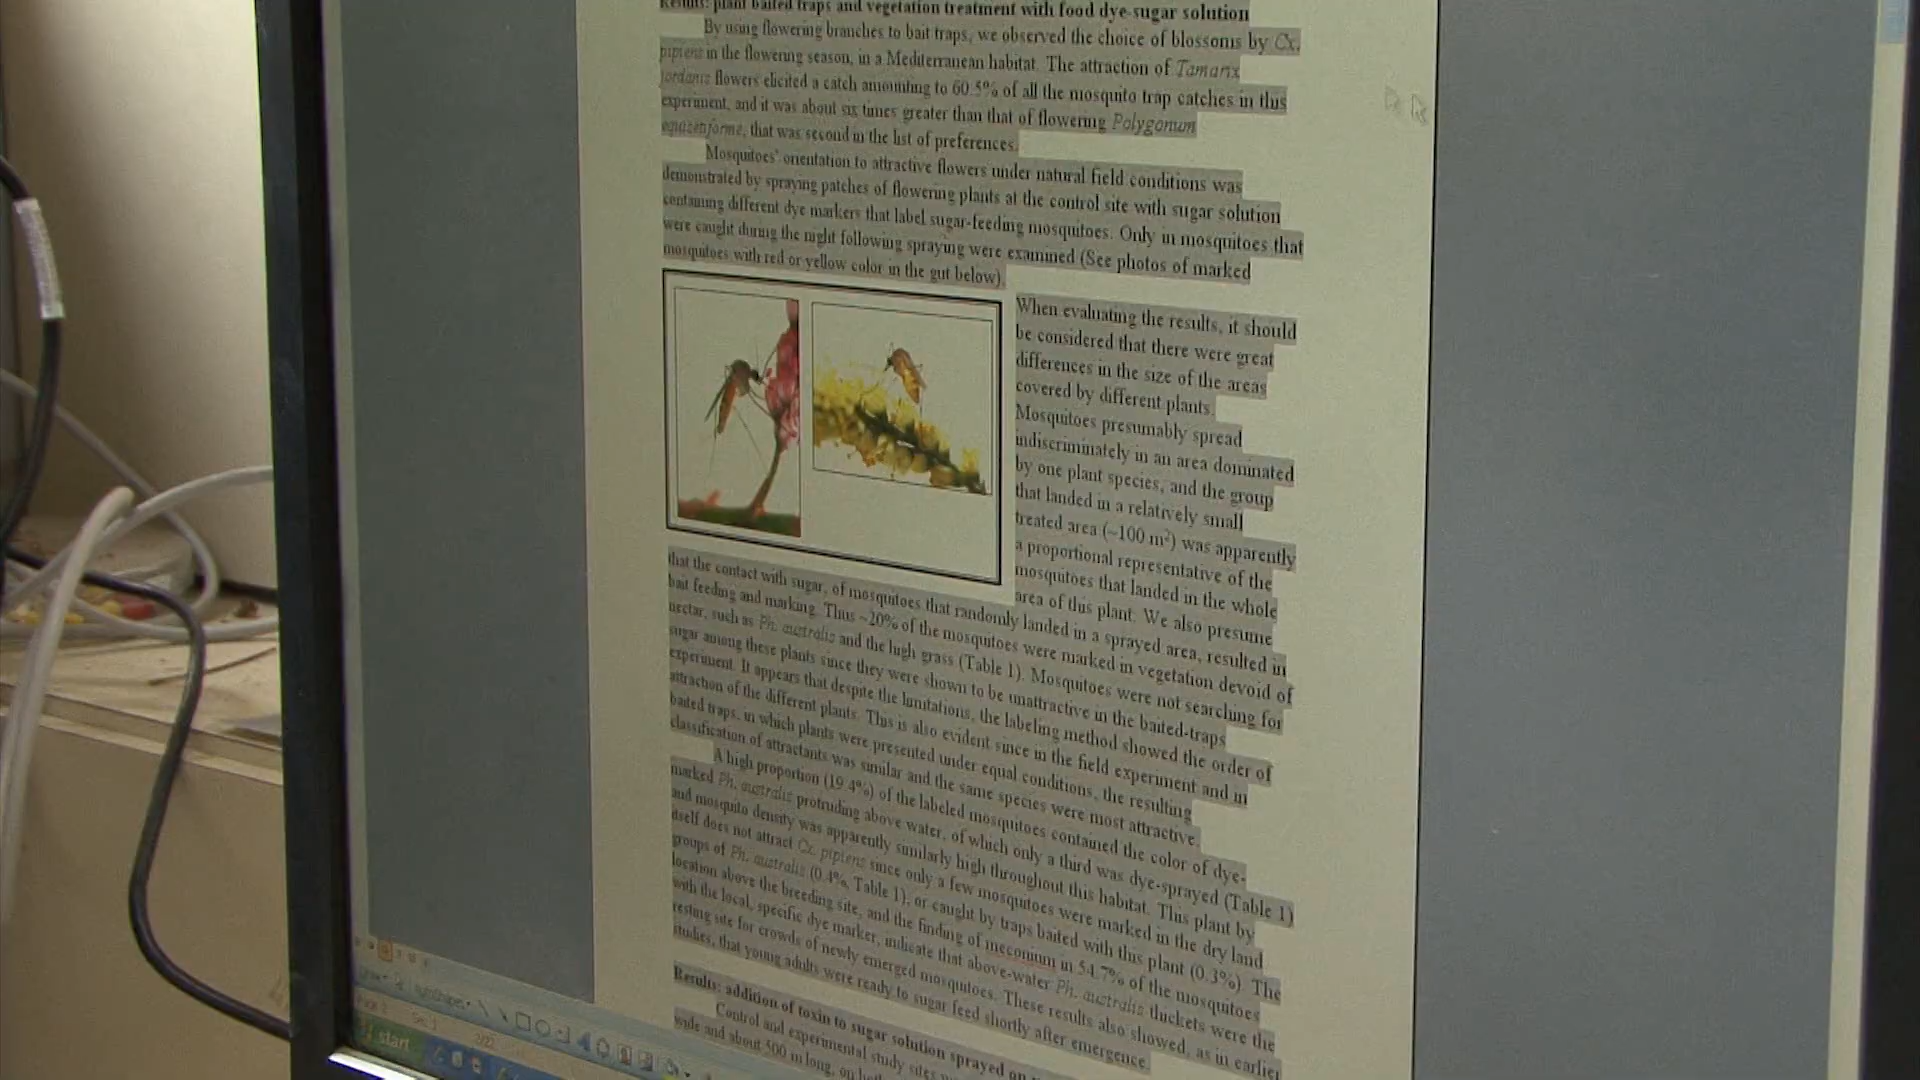 Results: plant baited traps and vegetation treatment with food dye-sugar solution
By using flowering branches to bait traps, we observed the choice of blossoms by Cx.
pipiens in the flowering season, in a Mediterranean habitat. The attraction of Tamarix
jordanis flowers elicited a catch amounting to 60.5% of all the mosquito trap catches in this
experiment, and it was about six times greater than that of flowering Polygonum
equisetiforme, that was second in the list of preferences.
Mosquitoes' orientation to attractive flowers under natural field conditions was
demonstrated by spraying patches of flowering plants at the control site with sugar solution
containing different dye markers that label sugar-feeding mosquitoes. Only in mosquitoes that
were caught during the night following spraying were examined (See photos of marked
mosquitoes with red or yellow color in the gut below).
When evaluating the results, it should
be considered that there were great
differences in the size of the areas
covered by different plants.
Mosquitoes presumably spread
indiscriminately in an area dominated
by one plant species, and the group
that landed in a relatively small
treated area (~100 m²) was apparently
a proportional representative of the
mosquitoes that landed in the whole
area of this plant. We also presume
that the contact with sugar, of mosquitoes that randomly landed in a sprayed area, resulted in
bait feeding and marking. Thus ~20% of the mosquitoes were marked in vegetation devoid of
nectar, such as Ph. australis and the high grass (Table 1). Mosquitoes were not searching for
sugar among these plants since they were shown to be unattractive in the baited-traps
experiment. It appears that despite the limitations, the labeling method showed the order of
attraction of the different plants. This is also evident since in the field experiment and in
baited traps, in which plants were presented under equal conditions, the resulting
classification of attractants was similar and the same species were most attractive.
A high proportion (19.4%) of the labeled mosquitoes contained the color of dye-
marked Ph. australis protruding above water, of which only a third was dye-sprayed (Table 1)
and mosquito density was apparently similarly high throughout this habitat. This plant by
itself does not attract Cx. pipiens since only a few mosquitoes were marked in the dry land
groups of Ph. australis (0.4%, Table 1), or caught by traps baited with this plant (0.3%). The
location above the breeding site, and the finding of meconium in 54.7% of the mosquitoes
with the local, specific dye marker, indicate that above-water Ph. australis thickets were the
resting site for crowds of newly emerged mosquitoes. These results also showed, as in earlier
studies, that young adults were ready to sugar feed shortly after emergence.
Results: addition of toxin to sugar solution sprayed on
Control and experimental study sites
wide and about 500 m long, on
Draw AutoShapes
2/22
start